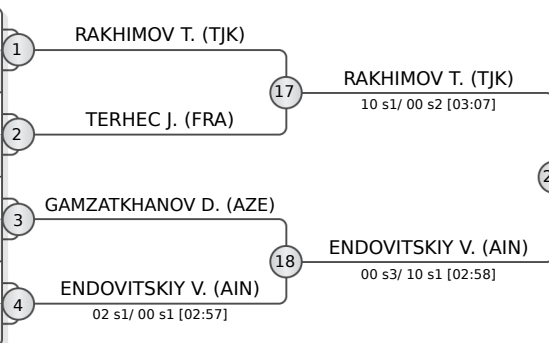 RAKHIMOV T. (TJK)
1
RAKHIMOV T. (TJK)
17
10 s1/ 00 s2 [03:07]
TERHEC J. (FRA)
2
2
GAMZATKHANOV D. (AZE)
3
ENDOVITSKIY V. (AIN)
18
00 s3/ 10 s1 [02:58]
ENDOVITSKIY V. (AIN)
4
02 s1/ 00 s1 [02:57]